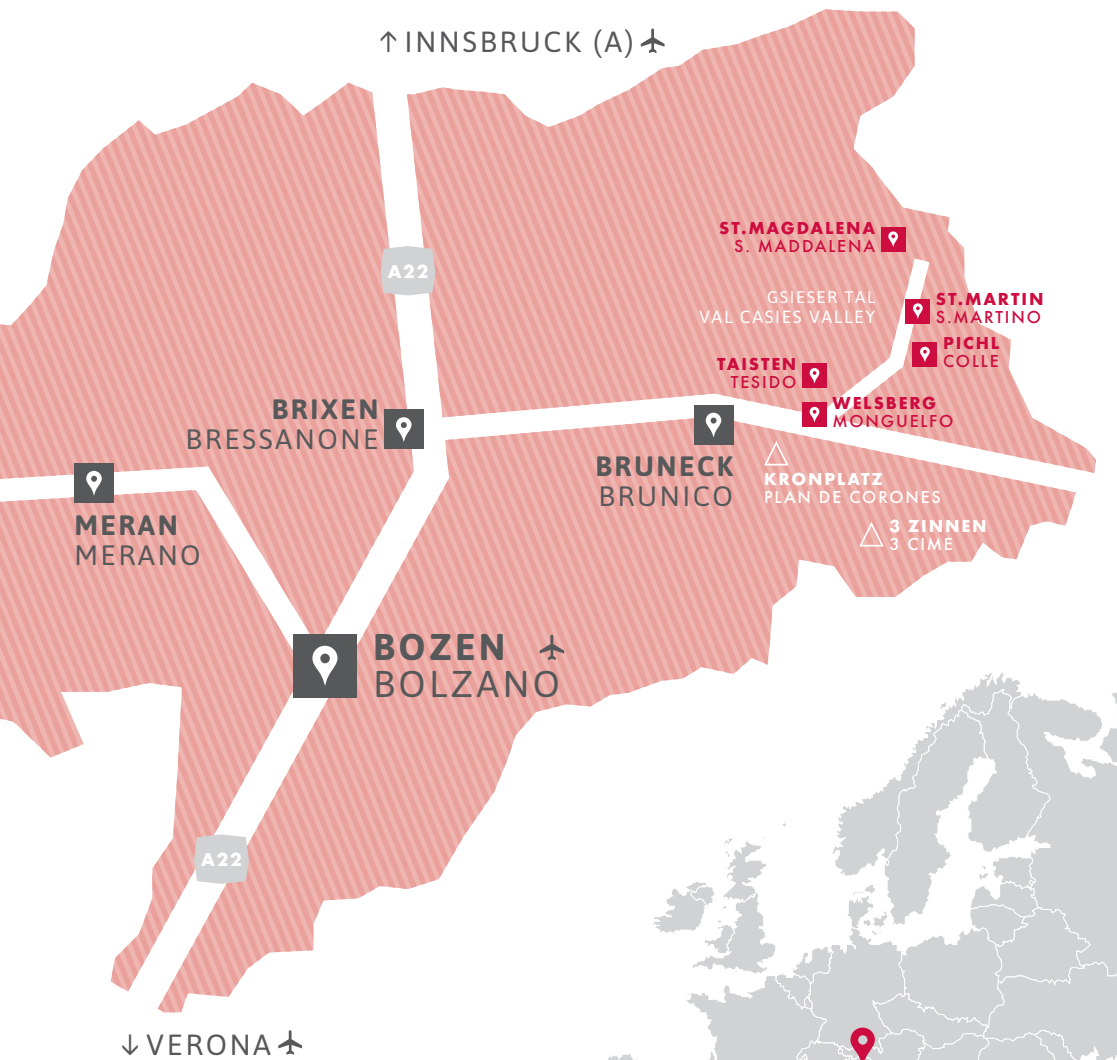 ↑ INNSBRUCK (A)
A22
ST.MAGDALENA
S. MADDALENA
GSIESER TAL
VAL CASIES VALLEY
ST.MARTIN
S.MARTINO
PICHL
COLLE
TAISTEN
TESIDO
WELSBERG
MONGUELFO
BRIXEN
BRESSANONE
BRUNECK
BRUNICO
KRONPLATZ
PLAN DE CORONES
3 ZINNEN
3 CIME
MERAN
MERANO
BOZEN
BOLZANO
A22
↓ VERONA